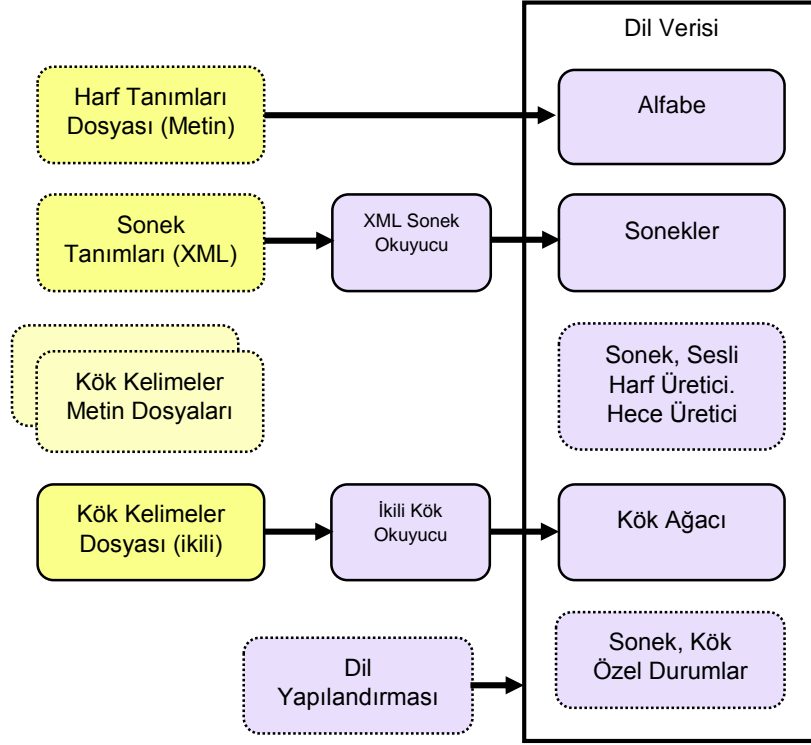 Dil Verisi
Harf Tanımları
Dosyası (Metin)
Alfabe
Sonek
Tanımları (XML)
XML Sonek
Okuyucu
Sonekler
Kök Kelimeler
Metin Dosyaları
Sonek, Sesli
Harf Üretici.
Hece Üretici
Kök Kelimeler
Dosyası (ikili)
İkili Kök
Okuyucu
Kök Ağacı
Dil
Yapılandırması
Sonek, Kök
Özel Durumlar